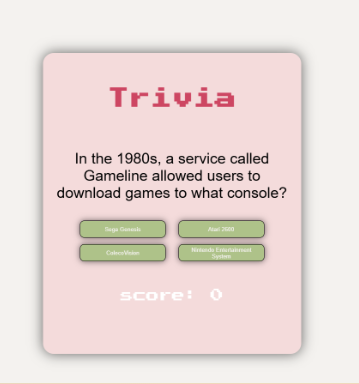 Trivia
In the 1980s, a service called
Gameline allowed users to
download games to what console?
Sega Genesis
Atari 2600
ColecoVision
Nintendo Entertainment
System
score: 0